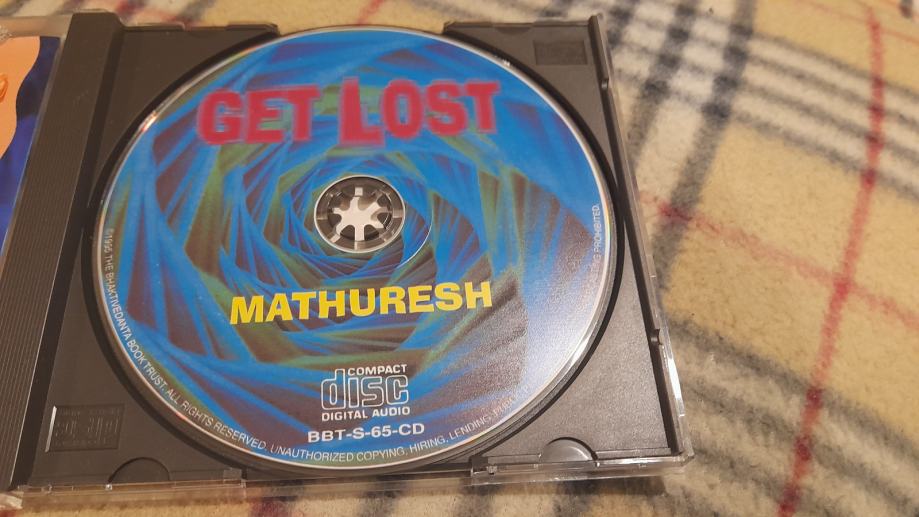 GET LOST
MATHURESH
COMPACT
disc
DIGITAL AUDIO
BBT-S-65-CD
©1995 THE BHAKTIVEDANTA BOOK TRUST. ALL RIGHTS RESERVED. UNAUTHORIZED COPYING, HIRING, LENDING, PROHIBITED.